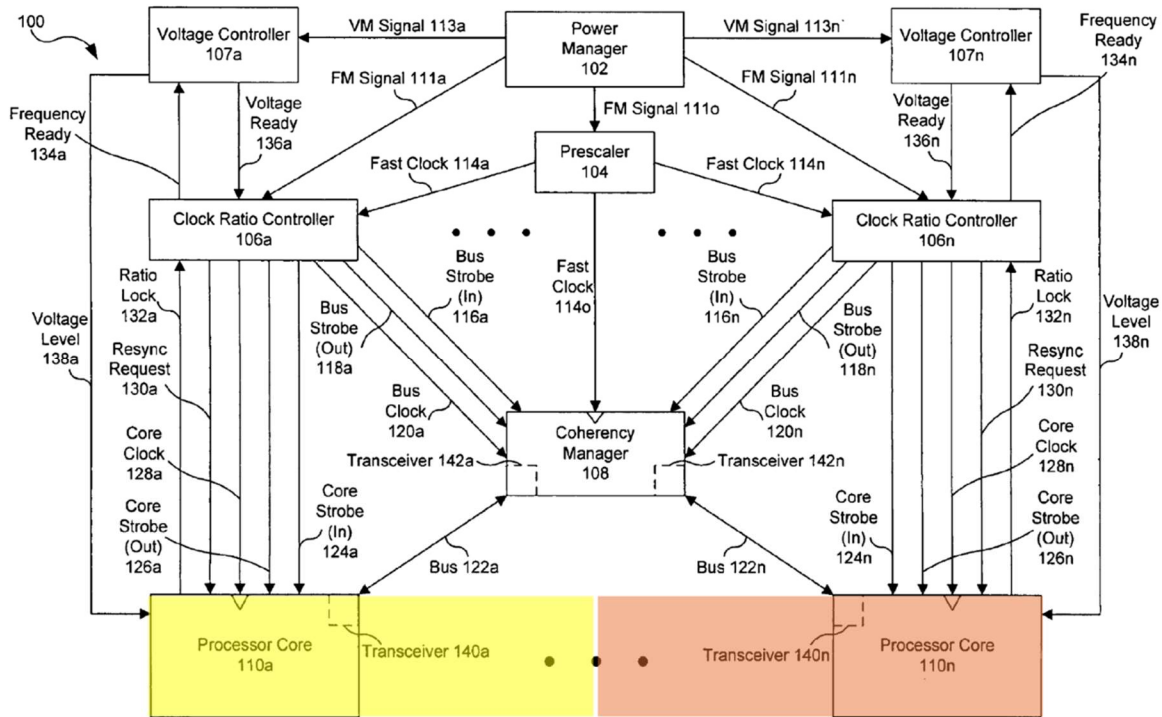 100
Voltage Controller
107a
VM Signal 113a
Power
Manager
102
VM Signal 113n
Voltage Controller
107n
Frequency
Ready
134n
FM Signal 111a
FM Signal 111o
FM Signal 111n
Frequency
Ready
134a
Voltage
Ready
136a
Voltage
Ready
136n
Fast Clock 114a
Prescaler
104
Fast Clock 114n
Clock Ratio Controller
106a
Clock Ratio Controller
106n
Ratio
Lock
132a
Bus
Strobe
(In)
116a
Fast
Clock
114o
Bus
Strobe
(In)
116n
Ratio
Lock
132n
Voltage
Level
138a
Bus
Strobe
(Out)
118a
Bus
Strobe
(Out)
118n
Voltage
Level
138n
Resync
Request
130a
Resync
Request
130n
Bus
Clock
120a
Bus
Clock
120n
Core
Clock
128a
Coherency
Manager
108
Core
Clock
128n
Transceiver 142a
Transceiver 142n
Core
Strobe
(Out)
126a
Core
Strobe
(In)
124a
Core
Strobe
(In)
124n
Core
Strobe
(Out)
126n
Bus 122a
Bus 122n
Processor Core
110a
Transceiver 140a
Transceiver 140n
Processor Core
110n